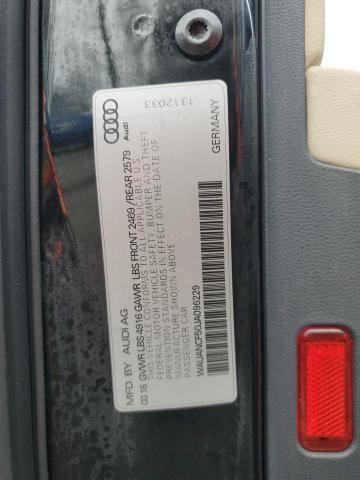 MFD. BY AUDI AG
03.18 GVWR LBS 4916 GAWR LBS FRONT 2469 / REAR 2579
THIS VEHICLE CONFORMS TO ALL APPLICABLE U S
FEDERAL MOTOR VEHICLE SAFETY, BUMPER AND THEFT
PREVENTION STANDARDS IN EFFECT ON THE DATE OF
MANUFACTURE SHOWN ABOVE
PASSENGER CAR
WAUANCF50JA096229
GERMANY
Audi
1312033